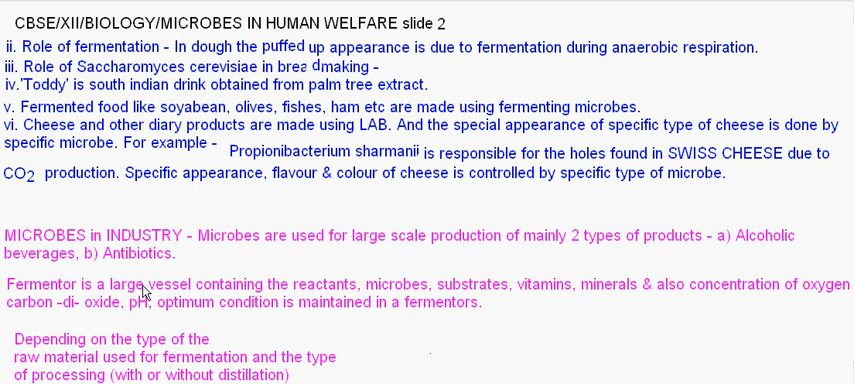 CBSE/XII/BIOLOGY/MICROBES IN HUMAN WELFARE slide 2
ii. Role of fermentation - In dough the puffed up appearance is due to fermentation during anaerobic respiration.
iii. Role of Saccharomyces cerevisiae in brea dmaking -
iv.'Toddy' is south indian drink obtained from palm tree extract.
v. Fermented food like soyabean, olives, fishes, ham etc are made using fermenting microbes.
vi. Cheese and other diary products are made using LAB. And the special appearance of specific type of cheese is done by
specific microbe. For example - Propionibacterium sharmanii is responsible for the holes found in SWISS CHEESE due to
CO2 production. Specific appearance, flavour & colour of cheese is controlled by specific type of microbe.
MICROBES in INDUSTRY - Microbes are used for large scale production of mainly 2 types of products - a) Alcoholic
beverages, b) Antibiotics.
Fermentor is a large vessel containing the reactants, microbes, substrates, vitamins, minerals & also concentration of oxygen
carbon -di- oxide, pH, optimum condition is maintained in a fermentors.
Depending on the type of the
raw material used for fermentation and the type
of processing (with or without distillation)